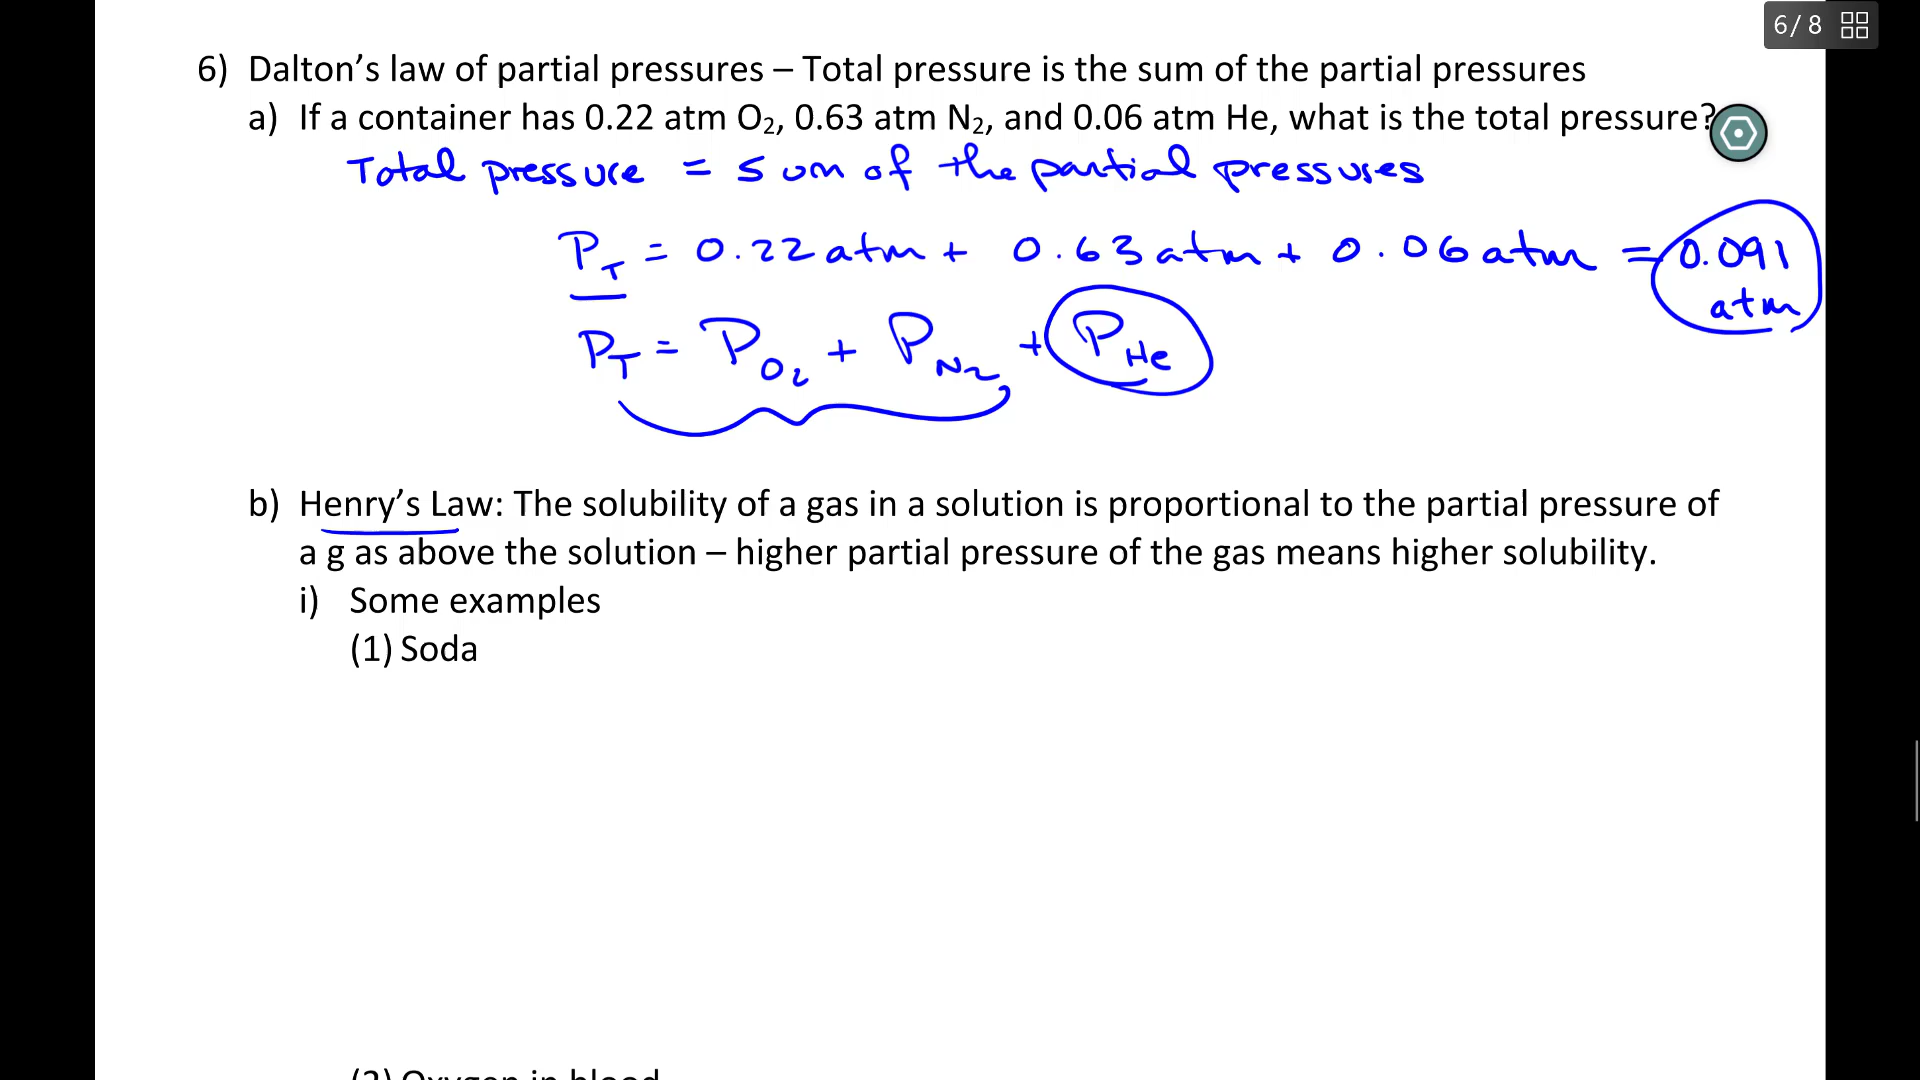 6/8
6) Dalton’s law of partial pressures – Total pressure is the sum of the partial pressures
a) If a container has 0.22 atm O₂, 0.63 atm N₂, and 0.06 atm He, what is the total pressure?
Total pressure = sum of the partial pressures
P_T = 0.22 atm + 0.63 atm + 0.06 atm = 0.091
atm
P_T = P_O₂ + P_N₂ + P_He
b) Henry’s Law: The solubility of a gas in a solution is proportional to the partial pressure of
a g as above the solution – higher partial pressure of the gas means higher solubility.
i) Some examples
(1) Soda
(2) Oxygen in blood